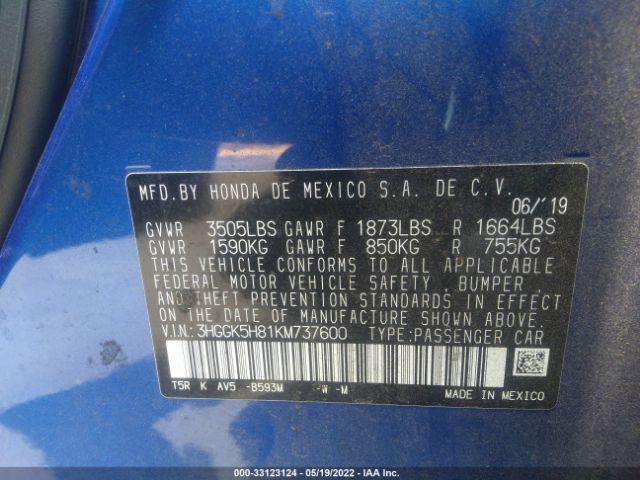 MFD. BY HONDA DE MEXICO S.A. DE C.V.
06/'19
GVWR 3505LBS GAWR F 1873LBS R 1664LBS
GVWR 1590KG GAWR F 850KG R 755KG
THIS VEHICLE CONFORMS TO ALL APPLICABLE
FEDERAL MOTOR VEHICLE SAFETY, BUMPER,
AND THEFT PREVENTION STANDARDS IN EFFECT
ON THE DATE OF MANUFACTURE SHOWN ABOVE.
V.I.N.: 3HGGK5H81KM737600 TYPE: PASSENGER CAR
T5R K AV5 -B593M -W -M
MADE IN MEXICO
000-33123124 - 05/19/2022 - IAA Inc.